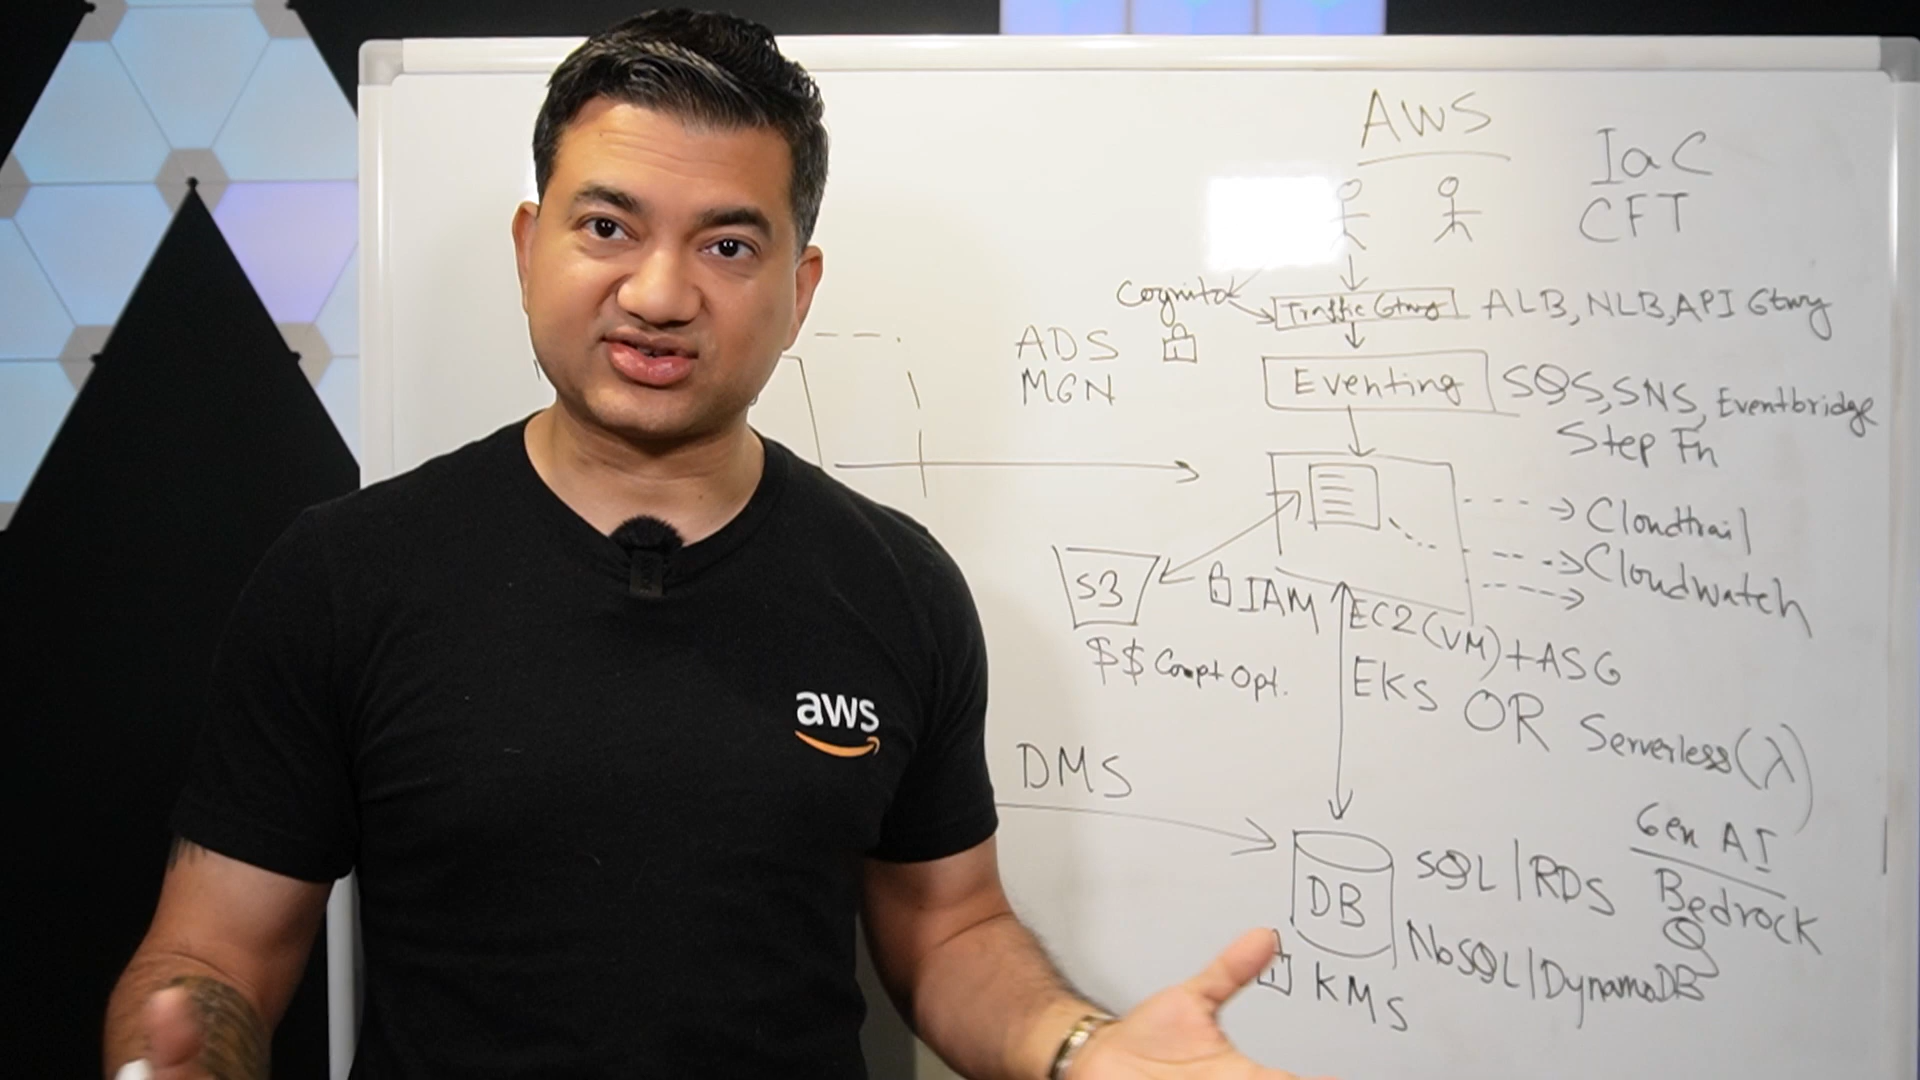 AWS
IaC
CFT
Cognito
Traffic Gtwy
ALB, NLB, API Gtwy
ADS
MGN
Eventing
SQS, SNS, Eventbridge
Step Fn
Cloudtrail
Cloudwatch
S3
IAM
EC2 (VM) + ASG
$$ Compt Opt.
EKS OR Serverless (λ)
aws
DMS
Gen AI
Bedrock
Q
DB
SQL/RDS
NoSQL/DynamoDB
KMS